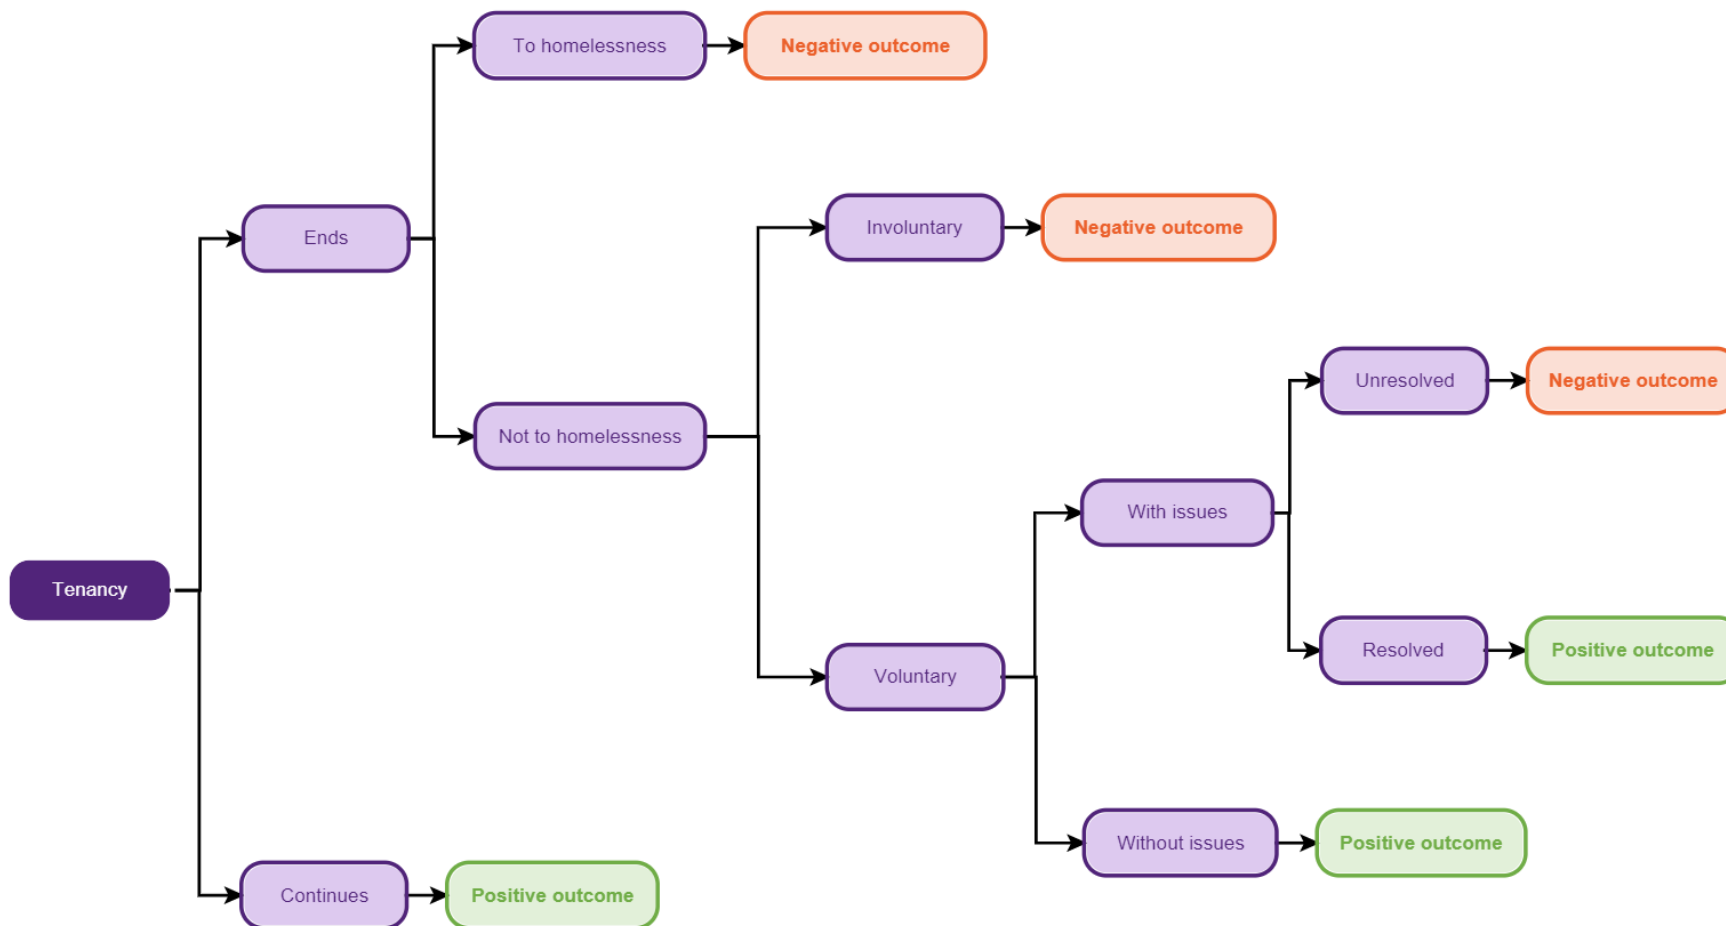 To homelessness
Negative outcome
Involuntary
Negative outcome
Ends
Unresolved
Negative outcome
Not to homelessness
With issues
Tenancy
Resolved
Positive outcome
Voluntary
Without issues
Positive outcome
Continues
Positive outcome